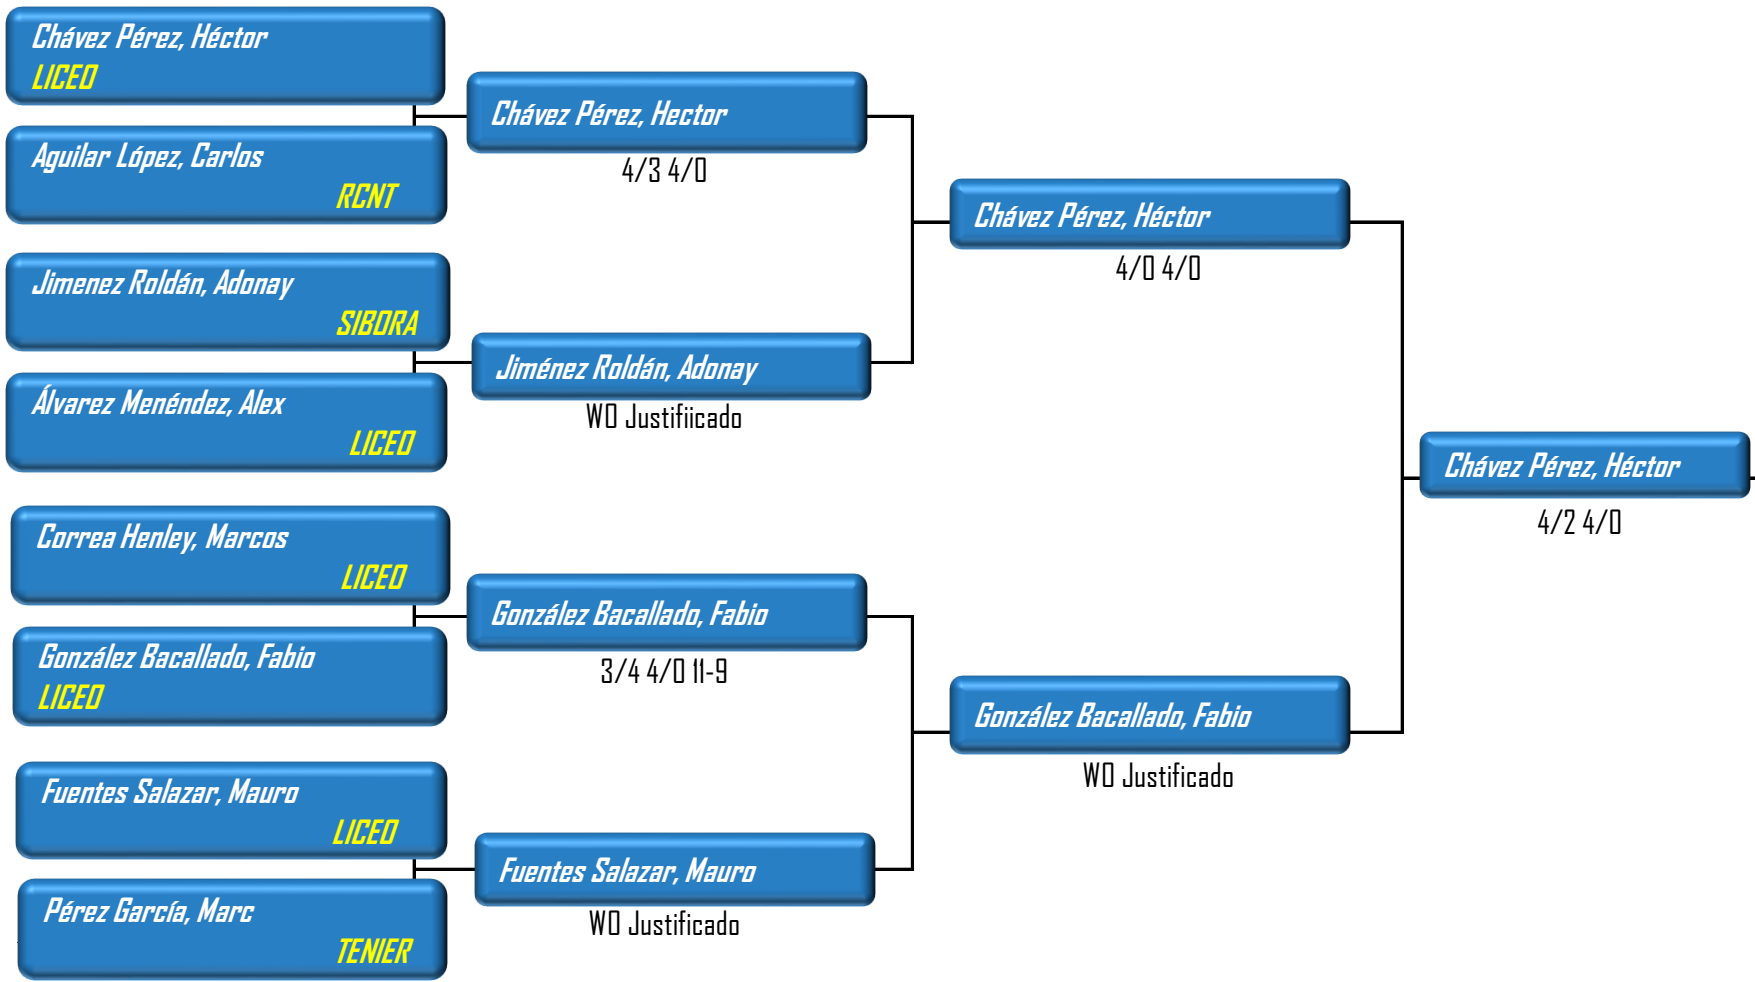 Chávez Pérez, Héctor
LICEO
Aguilar López, Carlos
RCNT
Jimenez Roldán, Adonay
SIBORA
Álvarez Menéndez, Alex
LICEO
Correa Henley, Marcos
LICEO
González Bacallado, Fabio
LICEO
Fuentes Salazar, Mauro
LICEO
Pérez García, Marc
TENIER
Chávez Pérez, Hector
4/3 4/0
Jiménez Roldán, Adonay
WO Justifiicado
González Bacallado, Fabio
3/4 4/0 11-9
Fuentes Salazar, Mauro
WO Justificado
Chávez Pérez, Héctor
4/0 4/0
González Bacallado, Fabio
WO Justificado
Chávez Pérez, Héctor
4/2 4/0